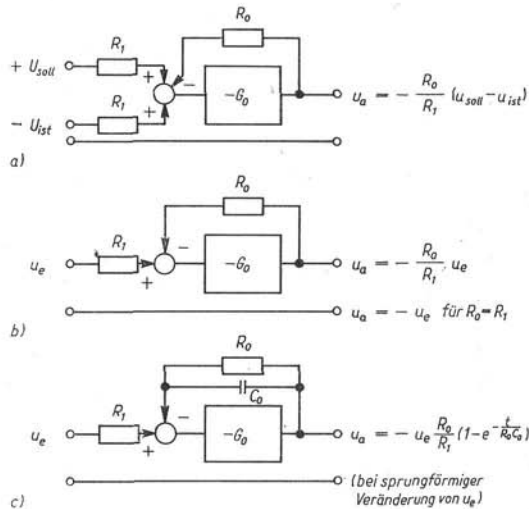 R₀
R₁
+ U_soll
+
−
−G₀
u_a = − R₀/R₁ (u_soll − u_ist)
+
R₁
− U_ist
a)
R₀
R₁
−
u_e
+
−G₀
u_a = − R₀/R₁ u_e
u_a = − u_e für R₀ = R₁
b)
R₀
C₀
R₁
−
u_e
+
−G₀
u_a = − u_e R₀/R₁ (1 − e^(−t/(R₀C₀)))
(bei sprungförmiger
Veränderung von u_e)
c)